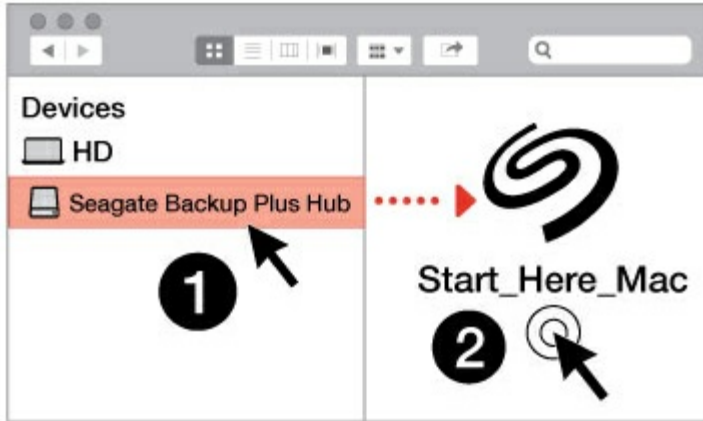 Devices
HD
Seagate Backup Plus Hub
1
Start_Here_Mac
2